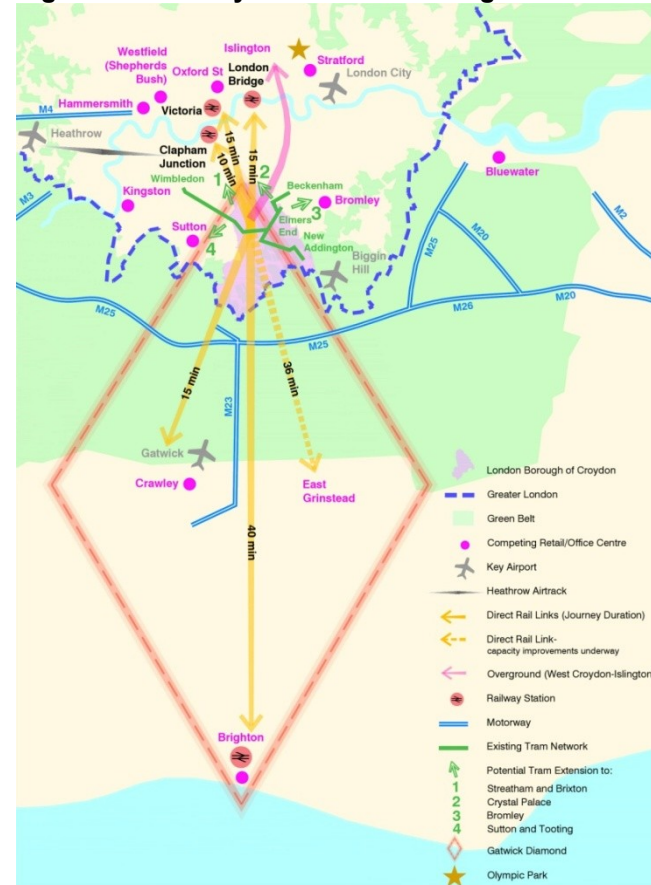 Islington
Westfield
(Shepherds
Bush)
Oxford St
London
Bridge
Stratford
London City
Hammersmith
Victoria
M4
Heathrow
Clapham
Junction
15 min
10 min
15 min
Wimbledon
1
2
Beckenham
3
Bromley
Bluewater
M3
Kingston
Sutton
4
Elmers
End
New
Addington
Biggin
Hill
M25
M20
M2
M25
M25
M26
M20
15 min
M23
36 min
Gatwick
Crawley
East
Grinstead
40 min
Brighton
London Borough of Croydon
Greater London
Green Belt
Competing Retail/Office Centre
Key Airport
Heathrow Airtrack
Direct Rail Links (Journey Duration)
Direct Rail Link-
capacity improvements underway
Overground (West Croydon-Islington
Railway Station
Motorway
Existing Tram Network
Potential Tram Extension to:
1 Streatham and Brixton
2 Crystal Palace
3 Bromley
4 Sutton and Tooting
Gatwick Diamond
Olympic Park